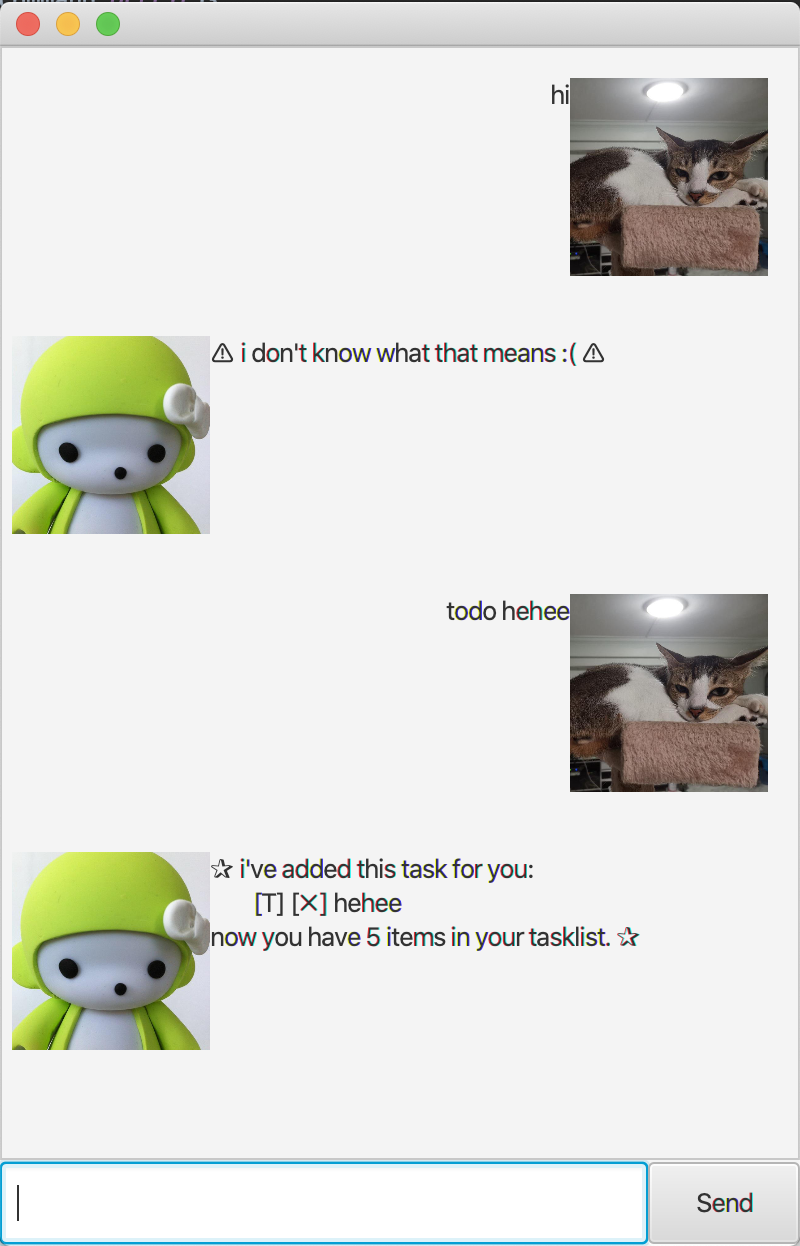 hi
⚠ i don't know what that means :( ⚠
todo hehee
✰ i've added this task for you:
[T] [✕] hehee
now you have 5 items in your tasklist. ✰
Send